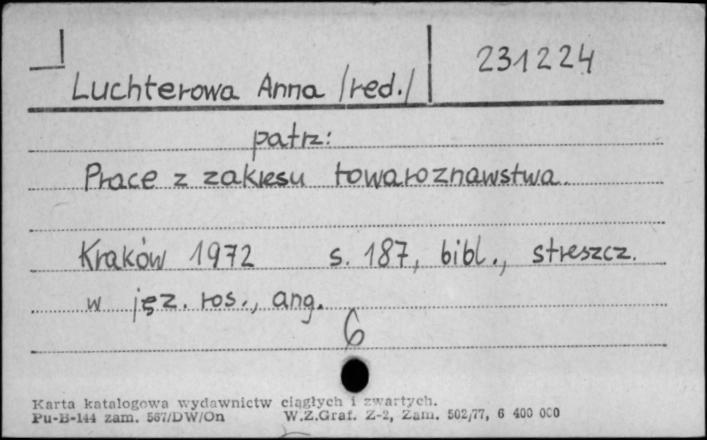 Luchterowa Anna /red./ 231224
patrz:
Prace z zakresu towaroznawstwa
Kraków 1972 s. 187, bibl., streszcz.
w jęz. ros., ang.
6
Karta katalogowa wydawnictw ciągłych i zwartych.
Pu-B-144 zam. 567/DW/On W.Z.Graf. Z-2, Zam. 502/77, 6 400 000